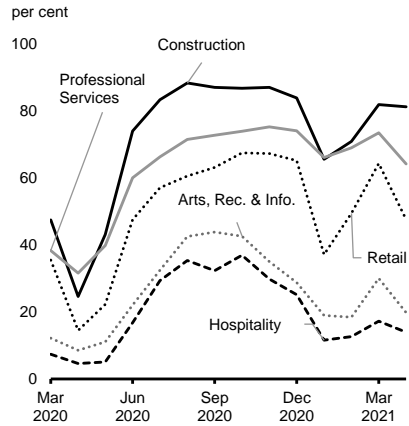 per cent
100
Construction
Professional
Services
80
60
Arts, Rec. & Info.
40
Retail
20
Hospitality
0
Mar Jun Sep Dec Mar
2020 2020 2020 2020 2021